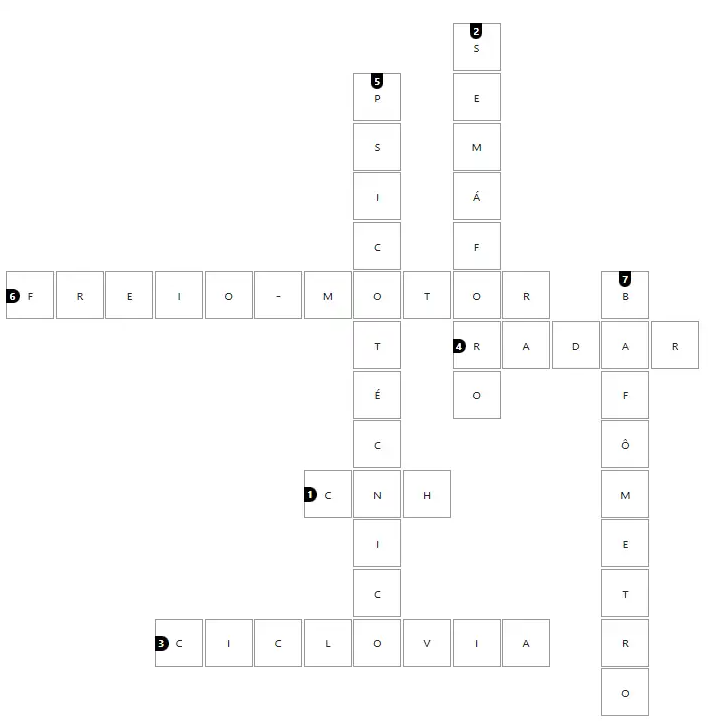 2
S
5
P E
S M
I Á
C F
6 F R E I O - M O T O R 7 B
T 4 R A D A R
É O F
C Ô
1 C N H M
I E
C T
3 C I C L O V I A R
O